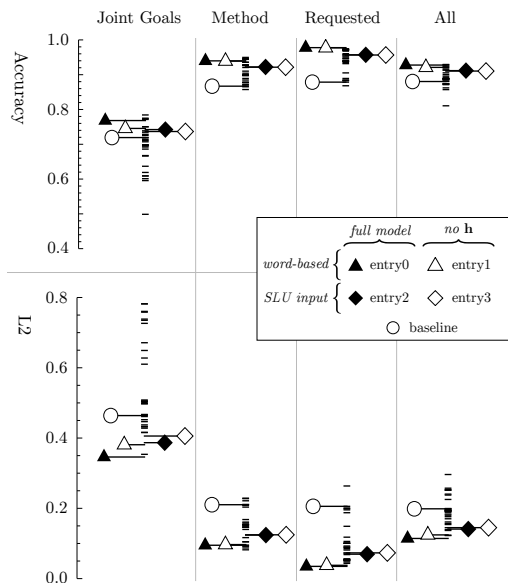 Joint Goals Method Requested All
Accuracy
1.0
0.8
0.6
0.4
full model no h
word-based entry0 entry1
SLU input entry2 entry3
baseline
L2
0.8
0.6
0.4
0.2
0.0